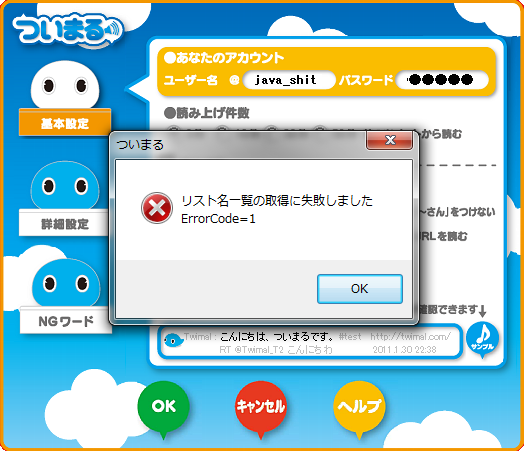 ついまる
●あなたのアカウント
ユーザー名 @ java_shit パスワード ●●●●●●
基本設定
●読み上げ件数
から読む
ついまる
リスト名一覧の取得に失敗しました
ErrorCode=1
～さん」をつけない
詳細設定
URLを読む
OK
NGワード
確認できます↓
Twimal: こんにちは、ついまるです。 #test http://twimal.com/
RT @Twimal_T2 こんにちわ 2011.1.30 22:38
サンプル
OK
キャンセル
ヘルプ